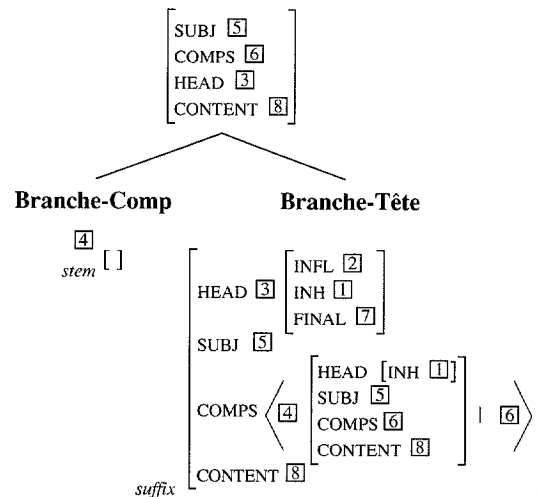 SUBJ 5
COMPS 6
HEAD 3
CONTENT 8
Branche-Comp Branche-Tête
4
stem [ ]
INFL 2
HEAD 3 INH 1
FINAL 7
SUBJ 5
HEAD [INH 1]
SUBJ 5
COMPS 4 COMPS 6 | 6
CONTENT 8
CONTENT 8
suffix